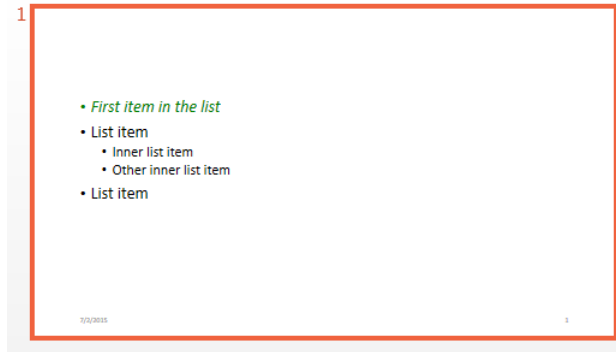 1
• First item in the list
• List item
• Inner list item
• Other inner list item
• List item
7/2/2015
1